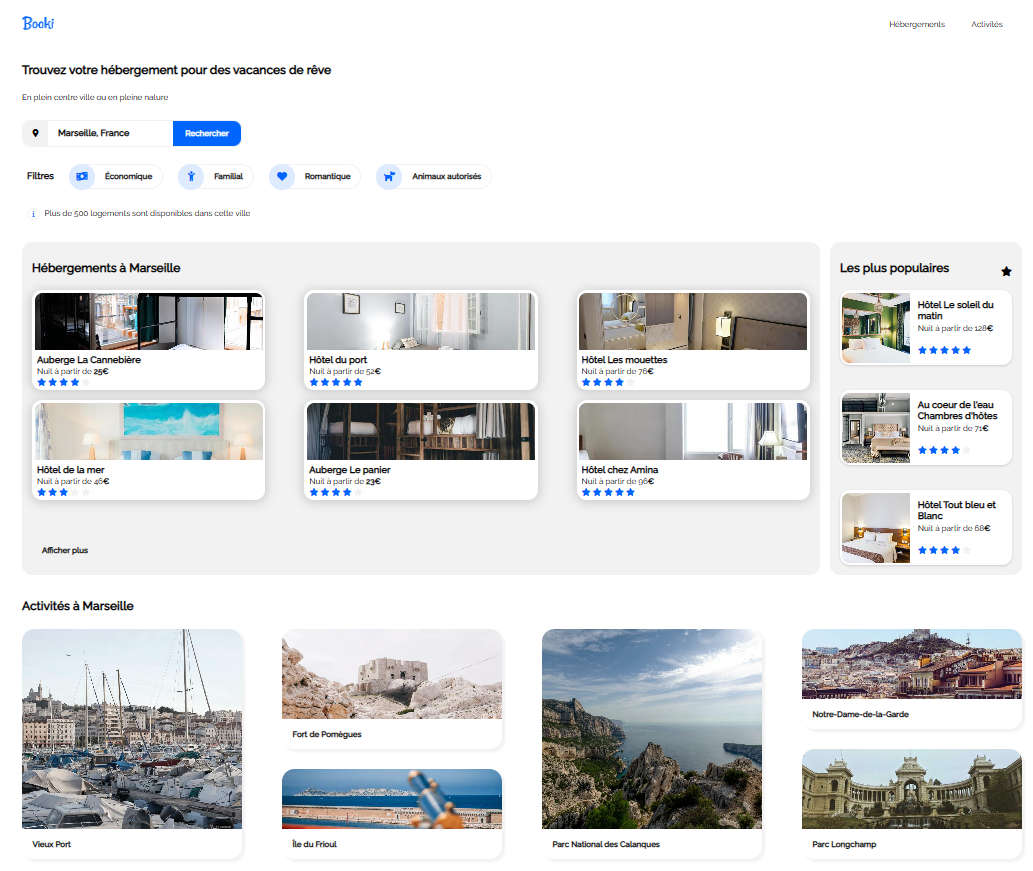 Booki
Hébergements
Activités
Trouvez votre hébergement pour des vacances de rêve
En plein centre ville ou en pleine nature
Marseille, France
Rechercher
Filtres
Économique
Familial
Romantique
Animaux autorisés
Plus de 500 logements sont disponibles dans cette ville
Hébergements à Marseille
Auberge La Cannebière
Nuit à partir de 25€
Hôtel du port
Nuit à partir de 52€
Hôtel Les mouettes
Nuit à partir de 76€
Hôtel de la mer
Nuit à partir de 46€
Auberge Le panier
Nuit à partir de 23€
Hôtel chez Amina
Nuit à partir de 96€
Afficher plus
Les plus populaires
Hôtel Le soleil du
matin
Nuit à partir de 128€
Au coeur de l'eau
Chambres d'hôtes
Nuit à partir de 71€
Hôtel Tout bleu et
Blanc
Nuit à partir de 68€
Activités à Marseille
Vieux Port
Fort de Pomègues
Île du Frioul
Parc National des Calanques
Notre-Dame-de-la-Garde
Parc Longchamp